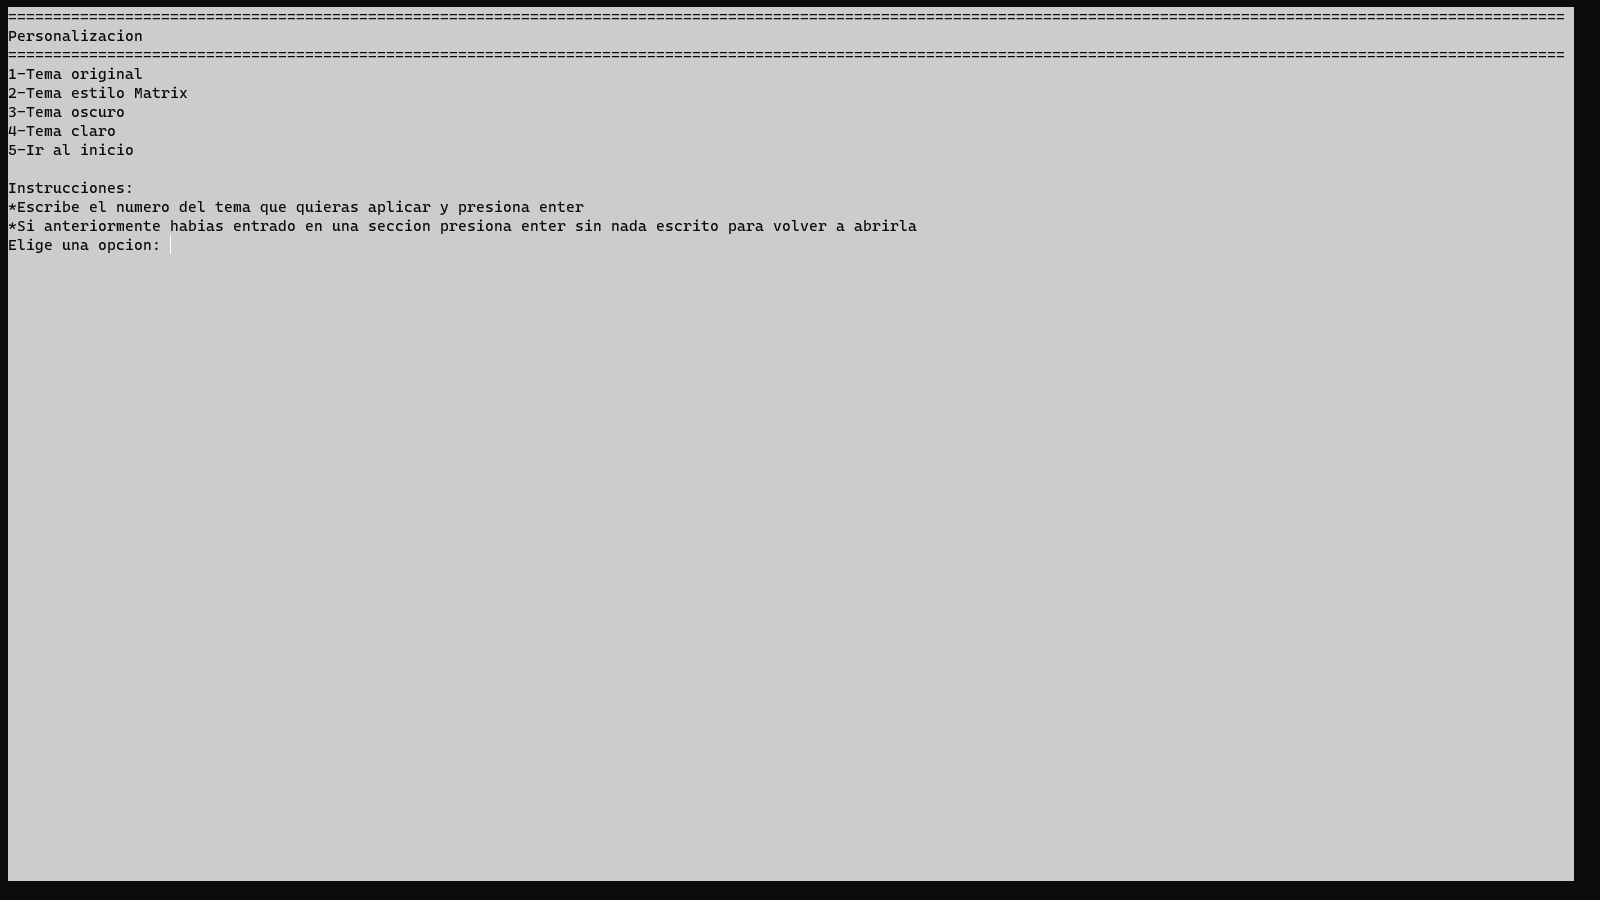 =============================================================================================================================================================================
Personalizacion
=============================================================================================================================================================================
1-Tema original
2-Tema estilo Matrix
3-Tema oscuro
4-Tema claro
5-Ir al inicio
Instrucciones:
*Escribe el numero del tema que quieras aplicar y presiona enter
*Si anteriormente habias entrado en una seccion presiona enter sin nada escrito para volver a abrirla
Elige una opcion: